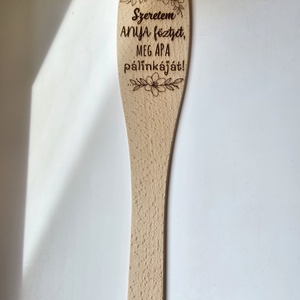 Szeretem
ANYA főztjét,
MEG APA
pálinkáját!